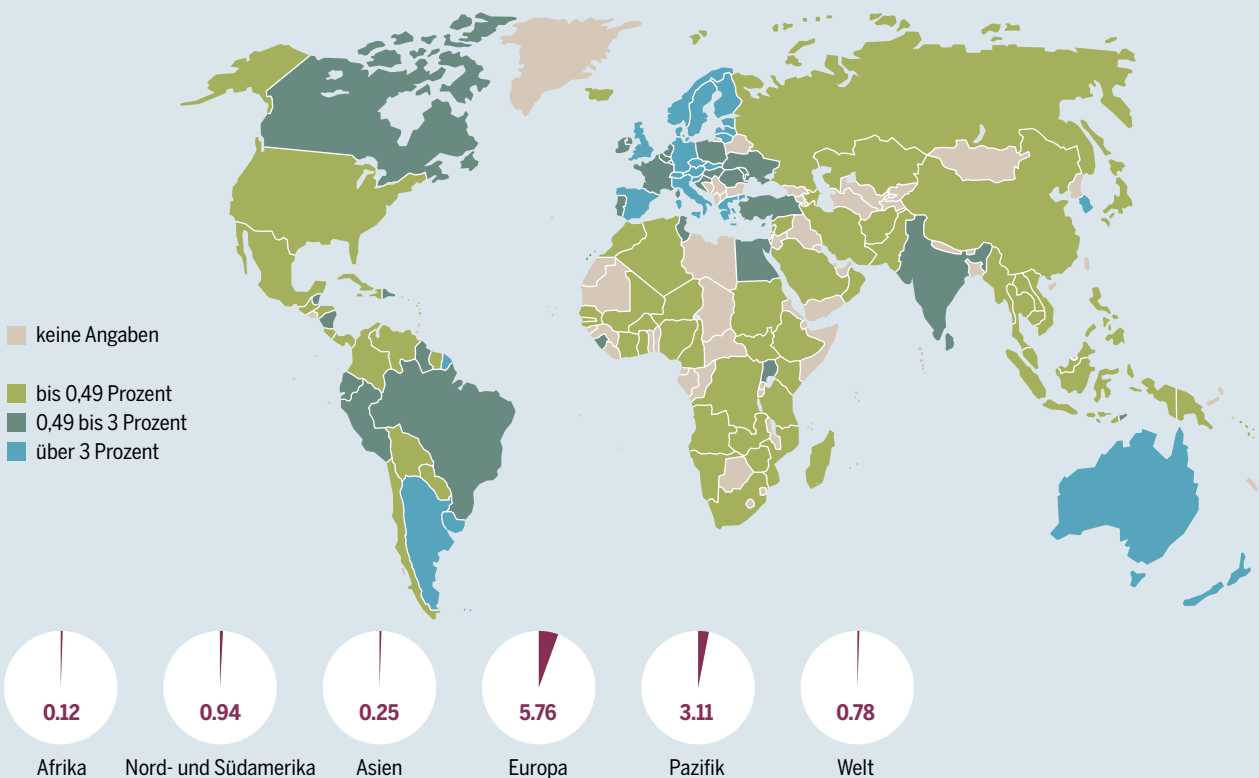 keine Angaben
bis 0,49 Prozent
0,49 bis 3 Prozent
über 3 Prozent
0.12
0.94
0.25
5.76
3.11
0.78
Afrika
Nord- und Südamerika
Asien
Europa
Pazifik
Welt